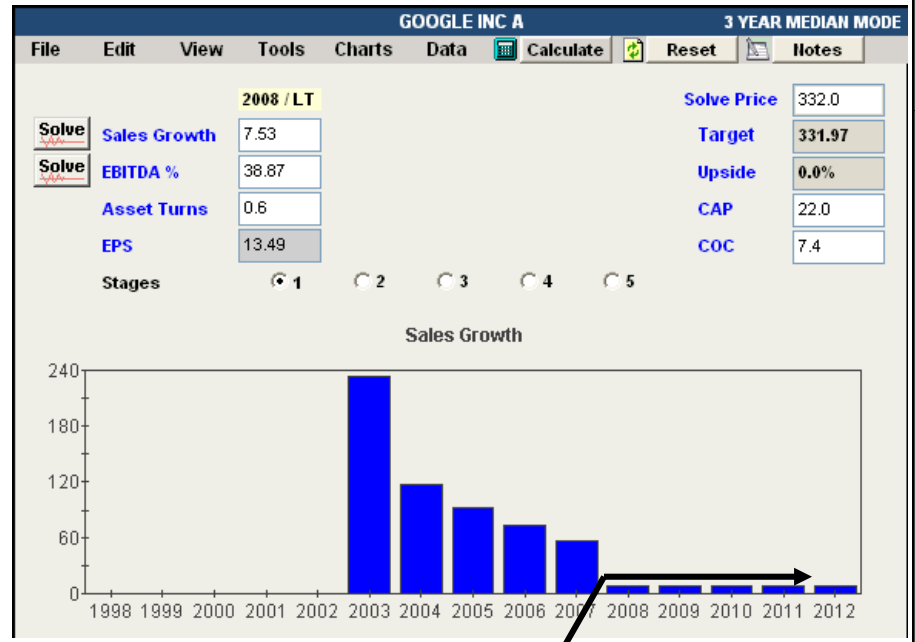 GOOGLE INC A 3 YEAR MEDIAN MODE
File Edit View Tools Charts Data Calculate Reset Notes
2008 / LT Solve Price 332.0
Solve Sales Growth 7.53 Target 331.97
Solve EBITDA % 38.87 Upside 0.0%
Asset Turns 0.6 CAP 22.0
EPS 13.49 COC 7.4
Stages 1 2 3 4 5
Sales Growth
240
180
120
60
0
1998 1999 2000 2001 2002 2003 2004 2005 2006 2007 2008 2009 2010 2011 2012